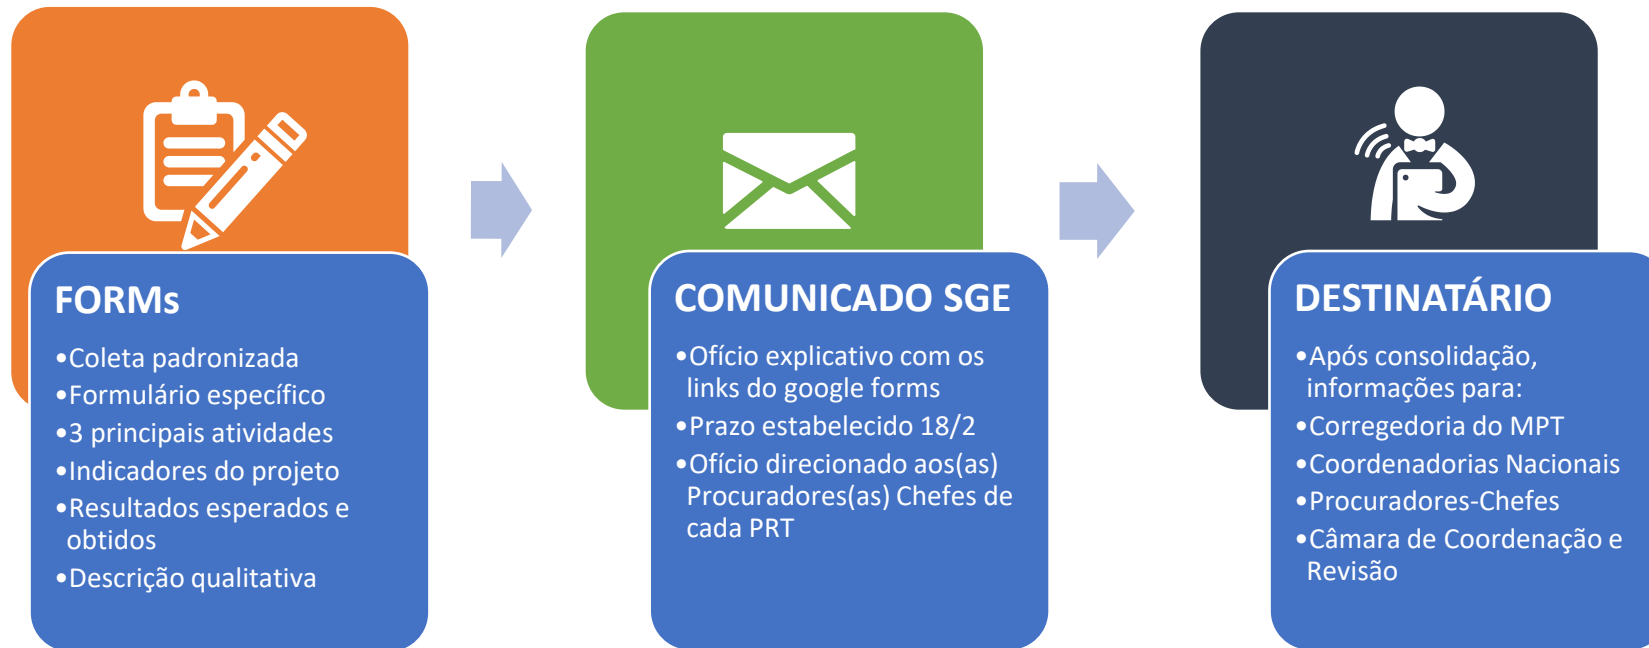 FORMs
•Coleta padronizada
•Formulário específico
•3 principais atividades
•Indicadores do projeto
•Resultados esperados e
obtidos
•Descrição qualitativa
COMUNICADO SGE
•Ofício explicativo com os
links do google forms
•Prazo estabelecido 18/2
•Ofício direcionado aos(as)
Procuradores(as) Chefes de
cada PRT
DESTINATÁRIO
•Após consolidação,
informações para:
•Corregedoria do MPT
•Coordenadorias Nacionais
•Procuradores-Chefes
•Câmara de Coordenação e
Revisão